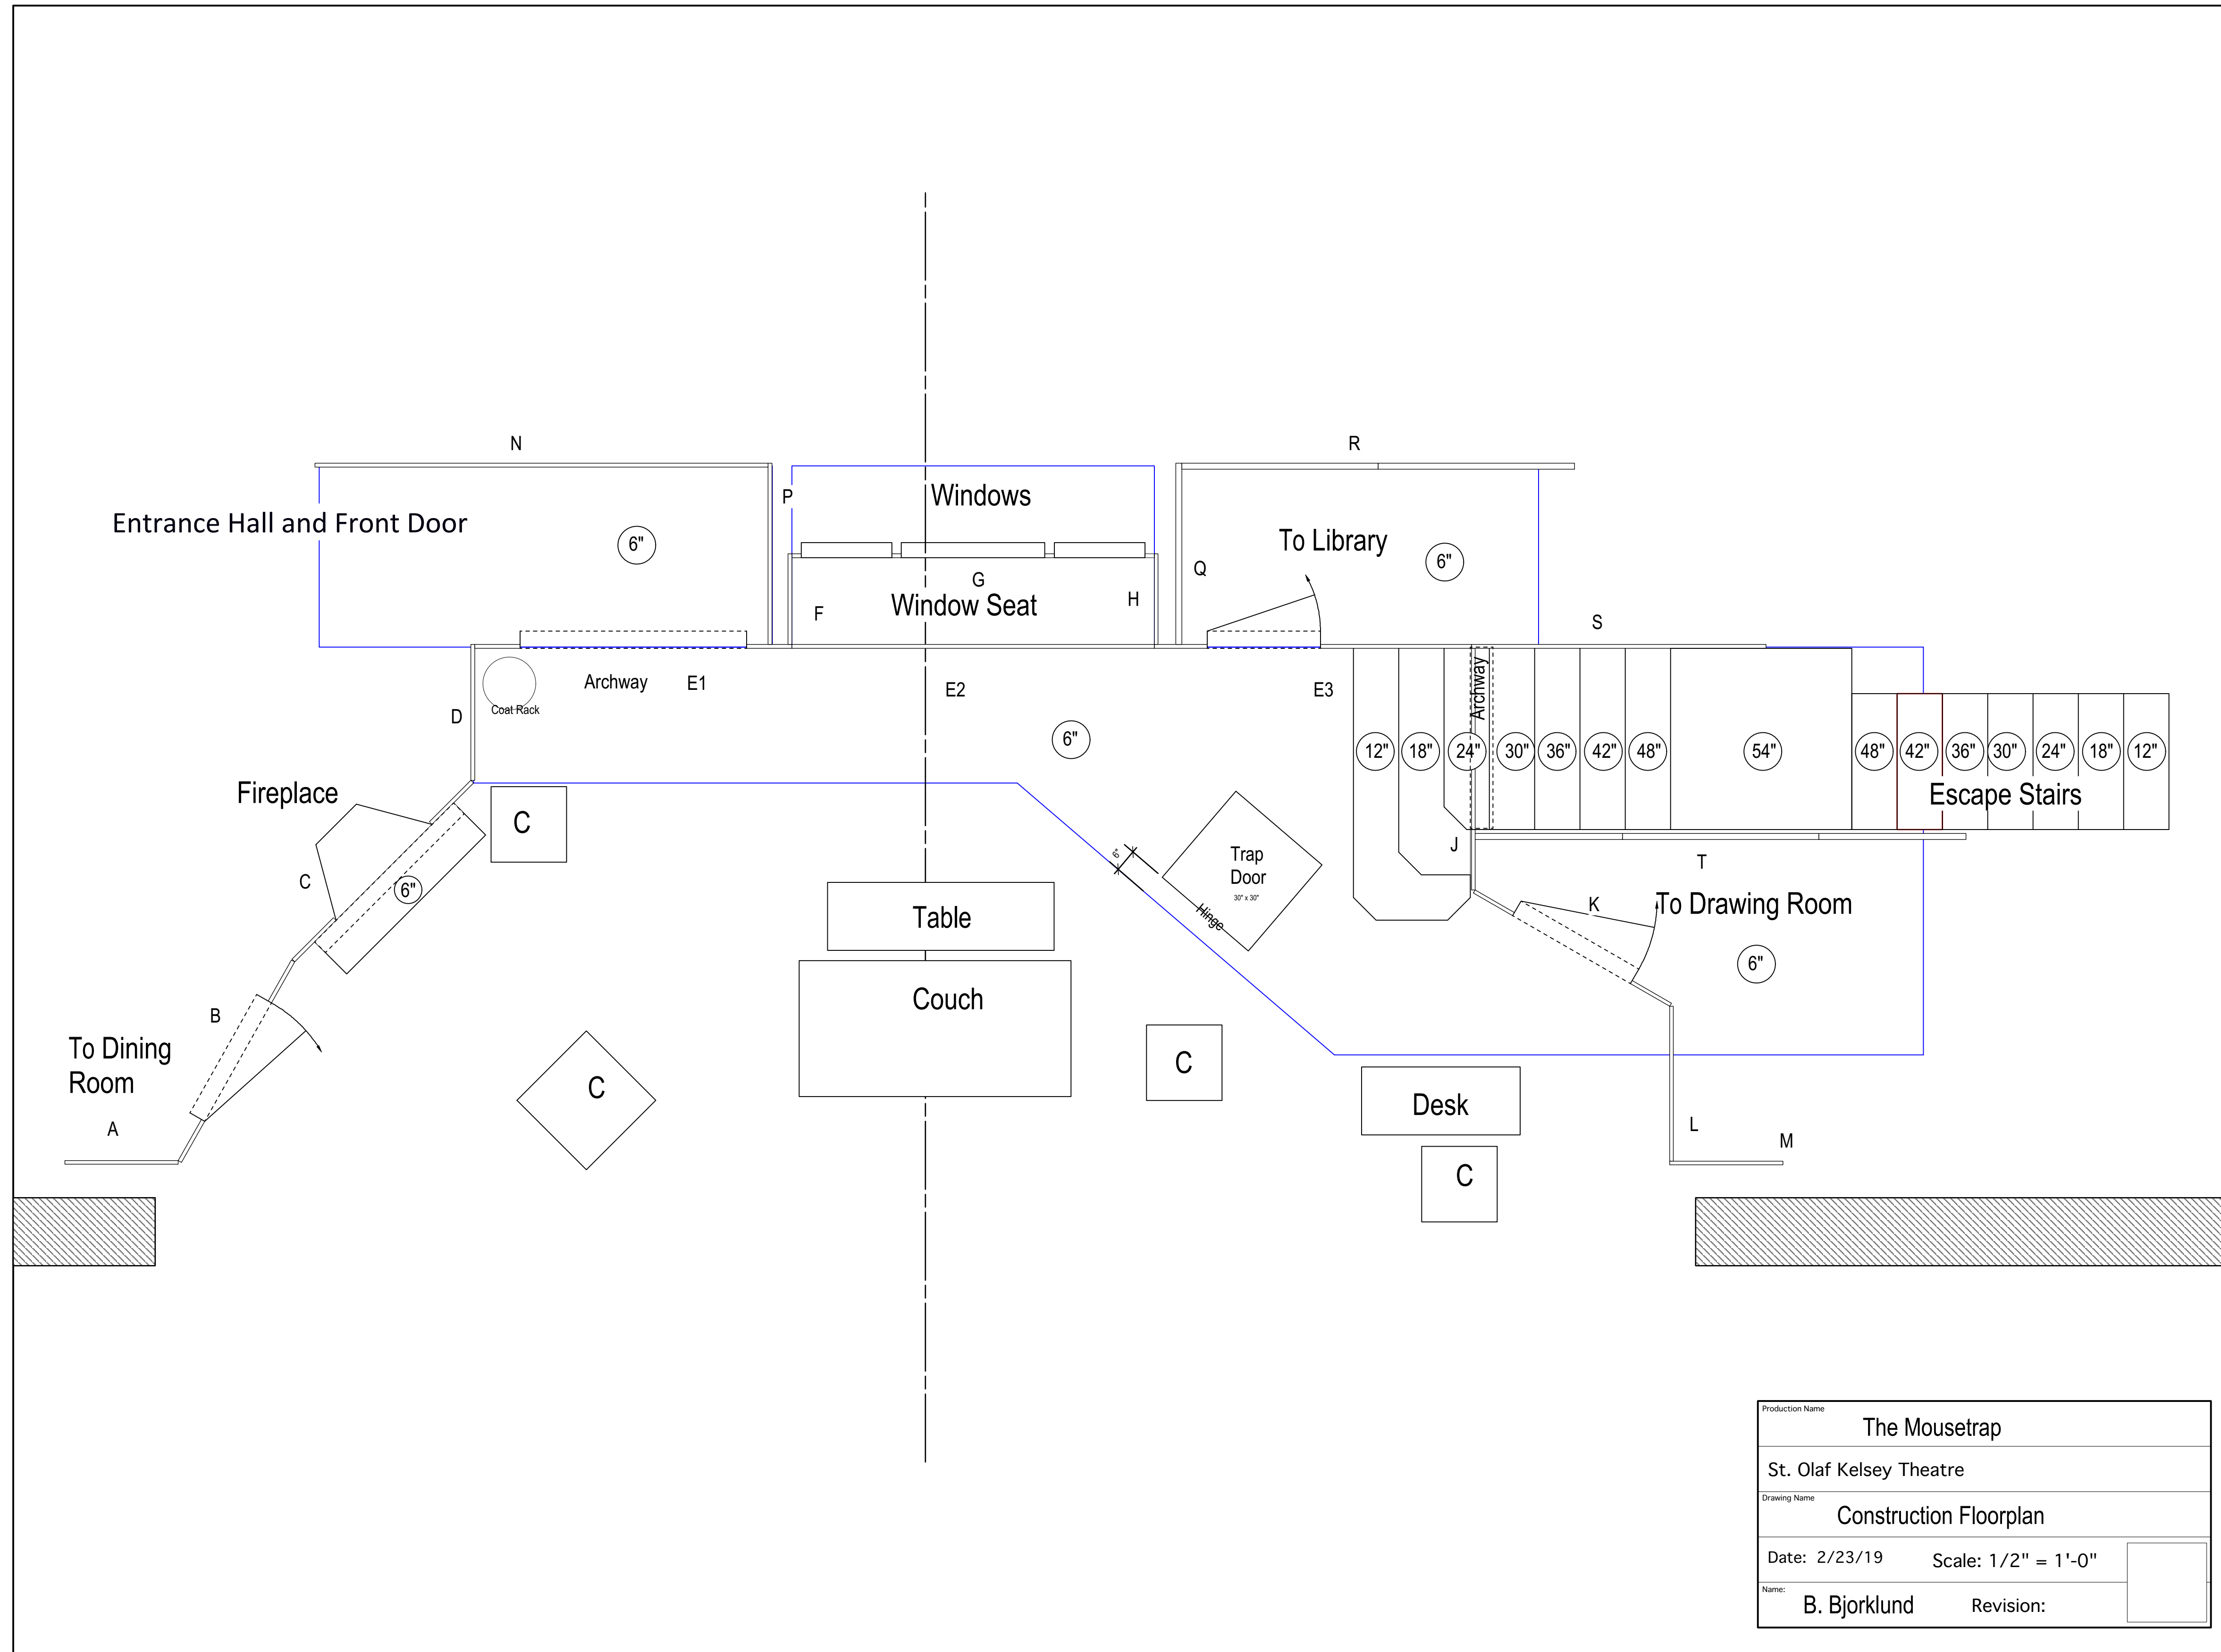 N
R
P
Windows
Entrance Hall and Front Door
6"
To Library
6"
Q
G
F
Window Seat
H
S
Archway
E1
E2
E3
Archway
Coat Rack
D
6"
12"
18"
24"
30"
36"
42"
48"
54"
48"
42"
36"
30"
24"
18"
12"
Escape Stairs
Fireplace
C
6"
Trap
Door
30" x 30"
Hinge
J
T
C
6"
Table
K
To Drawing Room
6"
Couch
B
To Dining
Room
C
C
Desk
A
L
M
C
Production Name
The Mousetrap
St. Olaf Kelsey Theatre
Drawing Name
Construction Floorplan
Date: 2/23/19
Scale: 1/2" = 1'-0"
Name:
B. Bjorklund
Revision: